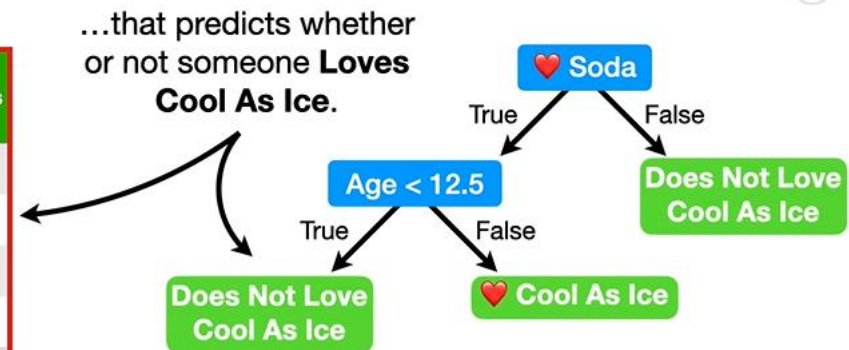 ...that predicts whether
or not someone Loves
Cool As Ice.
❤️ Soda
True
False
Age < 12.5
Does Not Love
Cool As Ice
True
False
Does Not Love
Cool As Ice
❤️ Cool As Ice